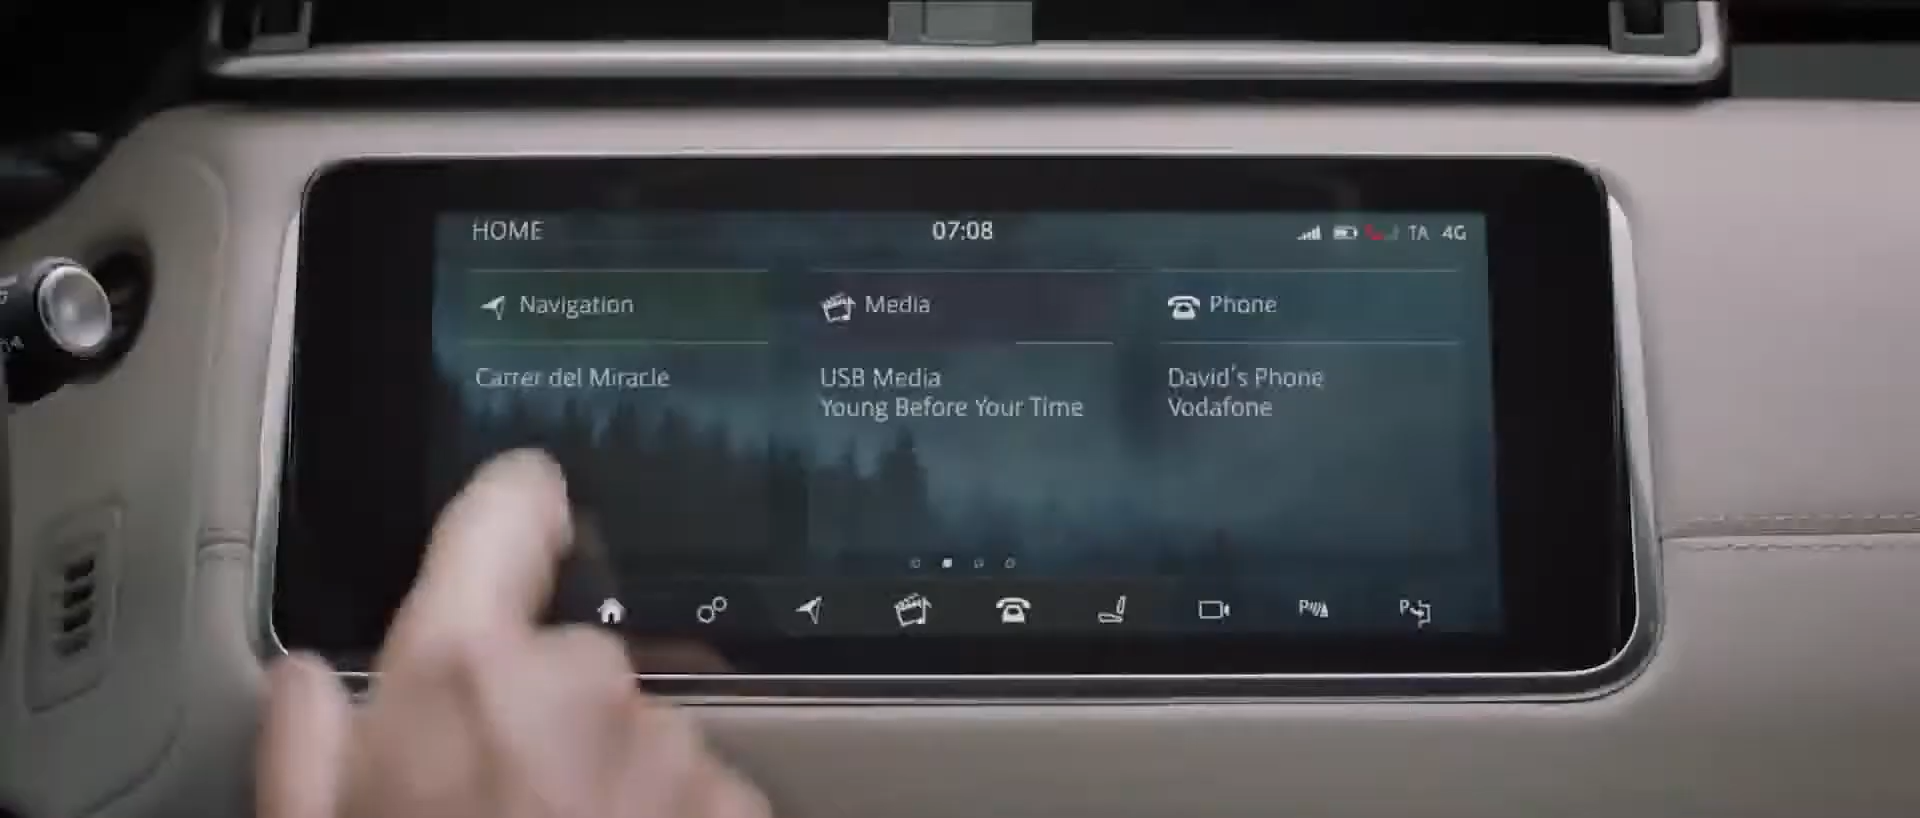 HOME
07:08
TA 4G
Navigation
Media
Phone
Carrer del Miracle
USB Media
Young Before Your Time
David's Phone
Vodafone